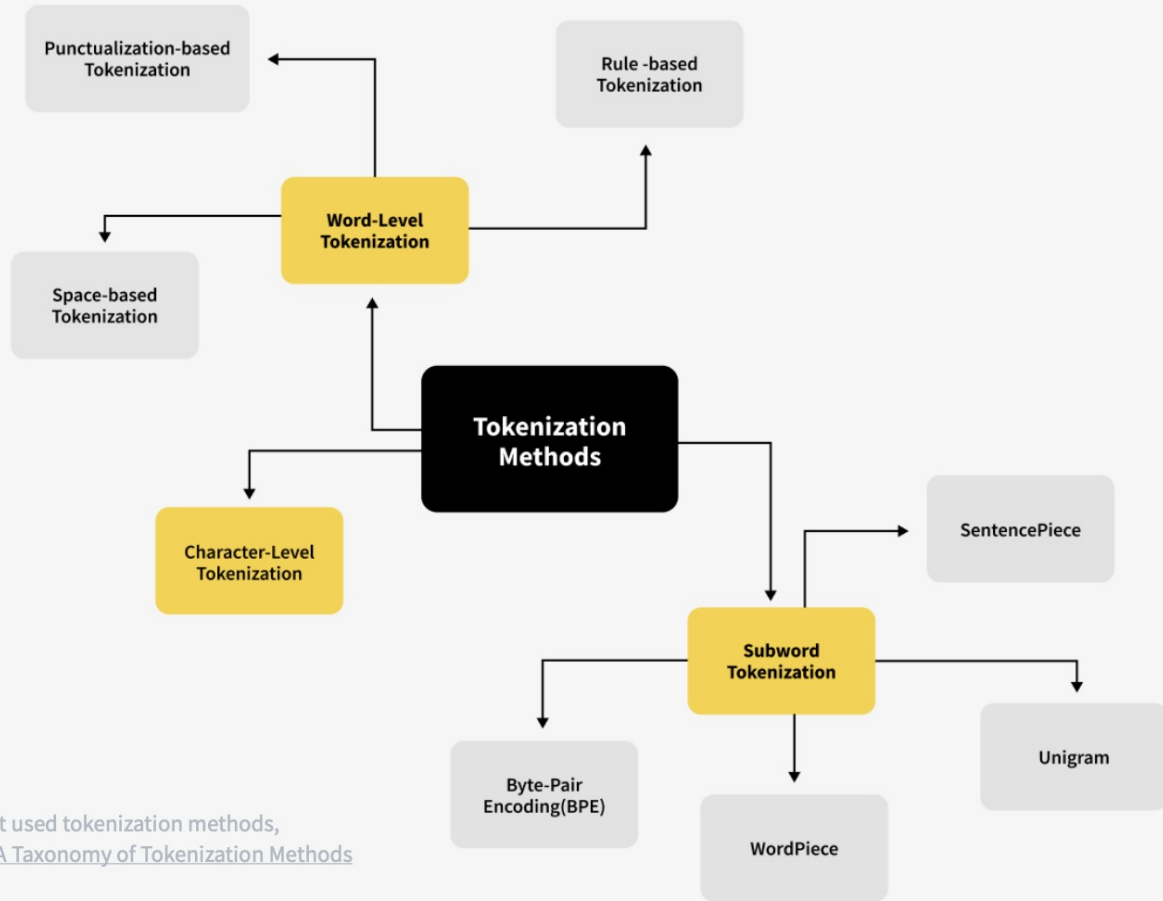 Punctualization-based
Tokenization
Rule -based
Tokenization
Word-Level
Tokenization
Space-based
Tokenization
Tokenization
Methods
Character-Level
Tokenization
SentencePiece
Subword
Tokenization
Unigram
Byte-Pair
Encoding(BPE)
WordPiece
used tokenization methods,
A Taxonomy of Tokenization Methods